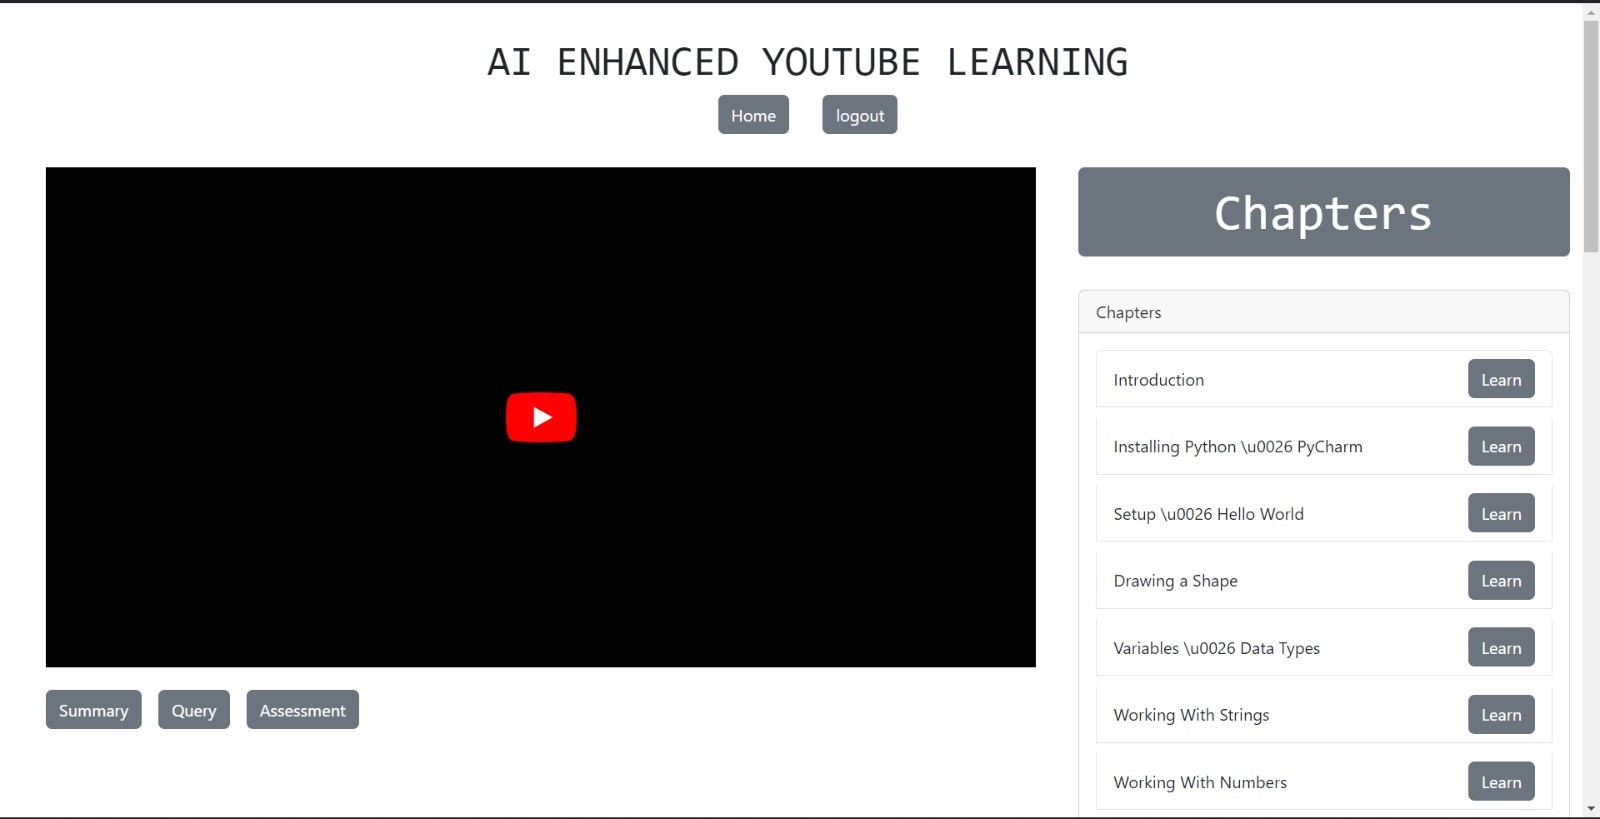 AI ENHANCED YOUTUBE LEARNING
Home logout
Chapters
Chapters
Introduction Learn
Installing Python \u0026 PyCharm Learn
Setup \u0026 Hello World Learn
Drawing a Shape Learn
Variables \u0026 Data Types Learn
Working With Strings Learn
Working With Numbers Learn
Summary Query Assessment